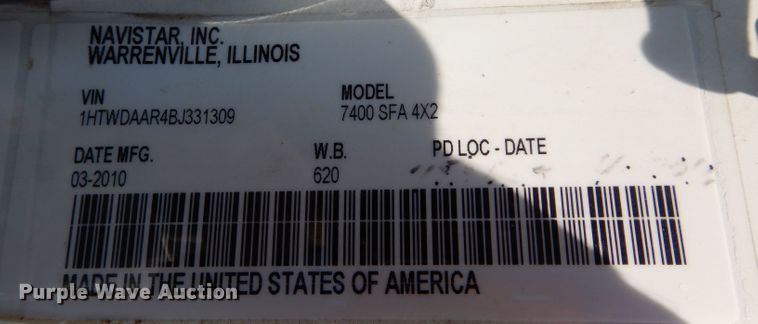 NAVISTAR, INC.
WARRENVILLE, ILLINOIS
VIN MODEL
1HTWDAAR4BJ331309 7400 SFA 4X2
DATE MFG. W.B. PD LOC - DATE
03-2010 620
MADE IN THE UNITED STATES OF AMERICA
Purple Wave Auction